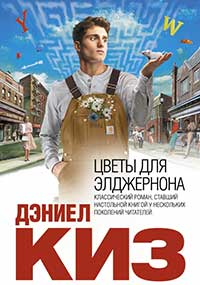 Y
W
ЦВЕТЫ ДЛЯ
ЭЛДЖЕРНОНА
КЛАССИЧЕСКИЙ РОМАН, СТАВШИЙ
НАСТОЛЬНОЙ КНИГОЙ У НЕСКОЛЬКИХ
ПОКОЛЕНИЙ ЧИТАТЕЛЕЙ
ДЭНИЕЛ
КИЗ